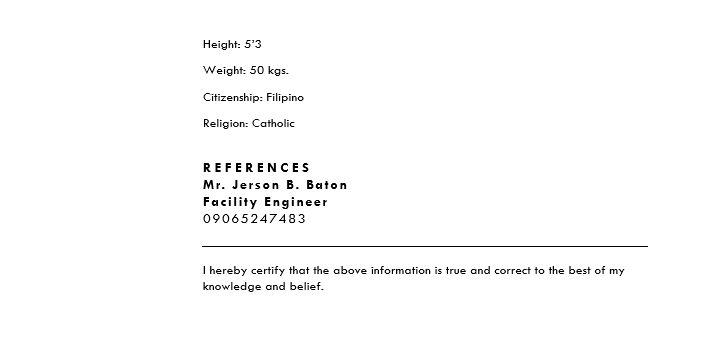 Height: 5’3
Weight: 50 kgs.
Citizenship: Filipino
Religion: Catholic
REFERENCES
Mr. Jerson B. Baton
Facility Engineer
09065247483
I hereby certify that the above information is true and correct to the best of my
knowledge and belief.